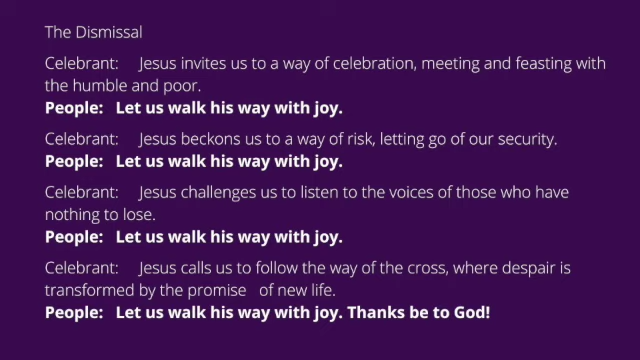 The Dismissal
Celebrant: Jesus invites us to a way of celebration, meeting and feasting with
the humble and poor.
People: Let us walk his way with joy.
Celebrant: Jesus beckons us to a way of risk, letting go of our security.
People: Let us walk his way with joy.
Celebrant: Jesus challenges us to listen to the voices of those who have
nothing to lose.
People: Let us walk his way with joy.
Celebrant: Jesus calls us to follow the way of the cross, where despair is
transformed by the promise of new life.
People: Let us walk his way with joy. Thanks be to God!